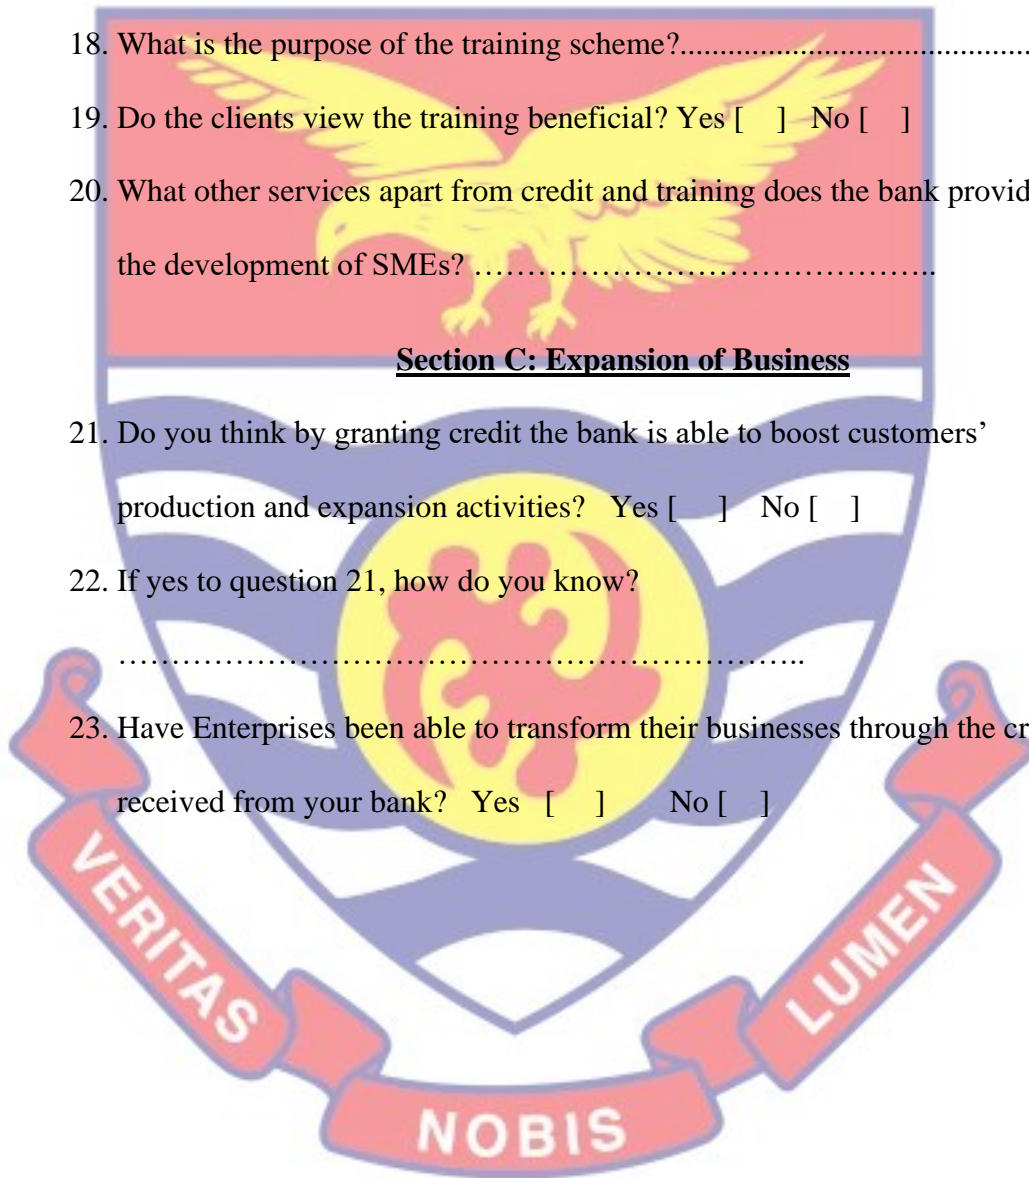 18. What is the purpose of the training scheme?............................................
19. Do the clients view the training beneficial? Yes [ ] No [ ]
20. What other services apart from credit and training does the bank provid
the development of SMEs? ……………………………………..
Section C: Expansion of Business
21. Do you think by granting credit the bank is able to boost customers’
production and expansion activities? Yes [ ] No [ ]
22. If yes to question 21, how do you know?
………………………………………………………..
23. Have Enterprises been able to transform their businesses through the cr
received from your bank? Yes [ ] No [ ]
VERITAS
NOBIS
LUMEN